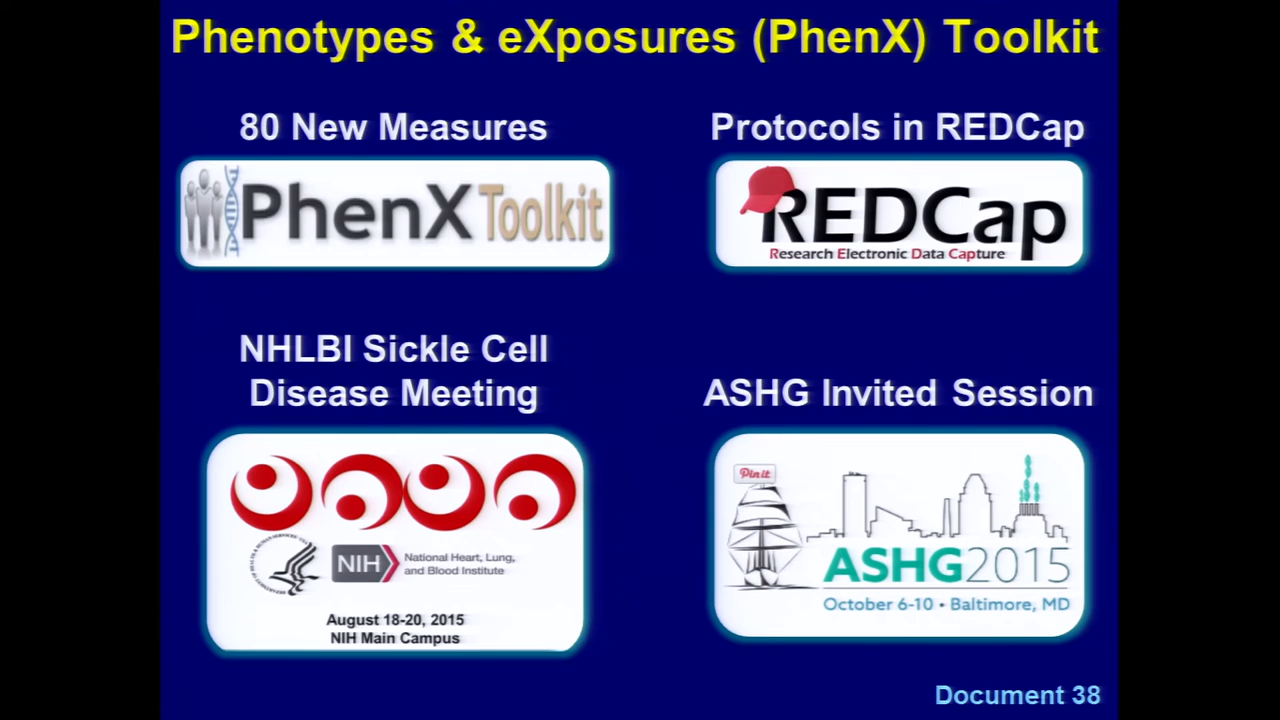 Phenotypes & eXposures (PhenX) Toolkit
80 New Measures
PhenX Toolkit
Protocols in REDCap
REDCap
Research Electronic Data Capture
NHLBI Sickle Cell
Disease Meeting
NIH
National Heart, Lung,
and Blood Institute
August 18-20, 2015
NIH Main Campus
ASHG Invited Session
Pin it
ASHG2015
October 6-10 • Baltimore, MD
Document 38